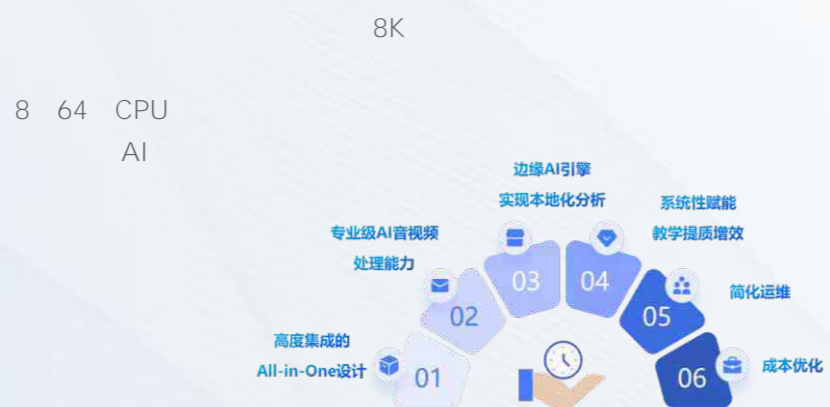 8K
8 64 CPU
AI
边缘AI引擎
实现本地化分析
系统性赋能
教学提质增效
专业级AI音视频
处理能力
简化运维
高度集成的
All-in-One设计
成本优化
01
02
03
04
05
06